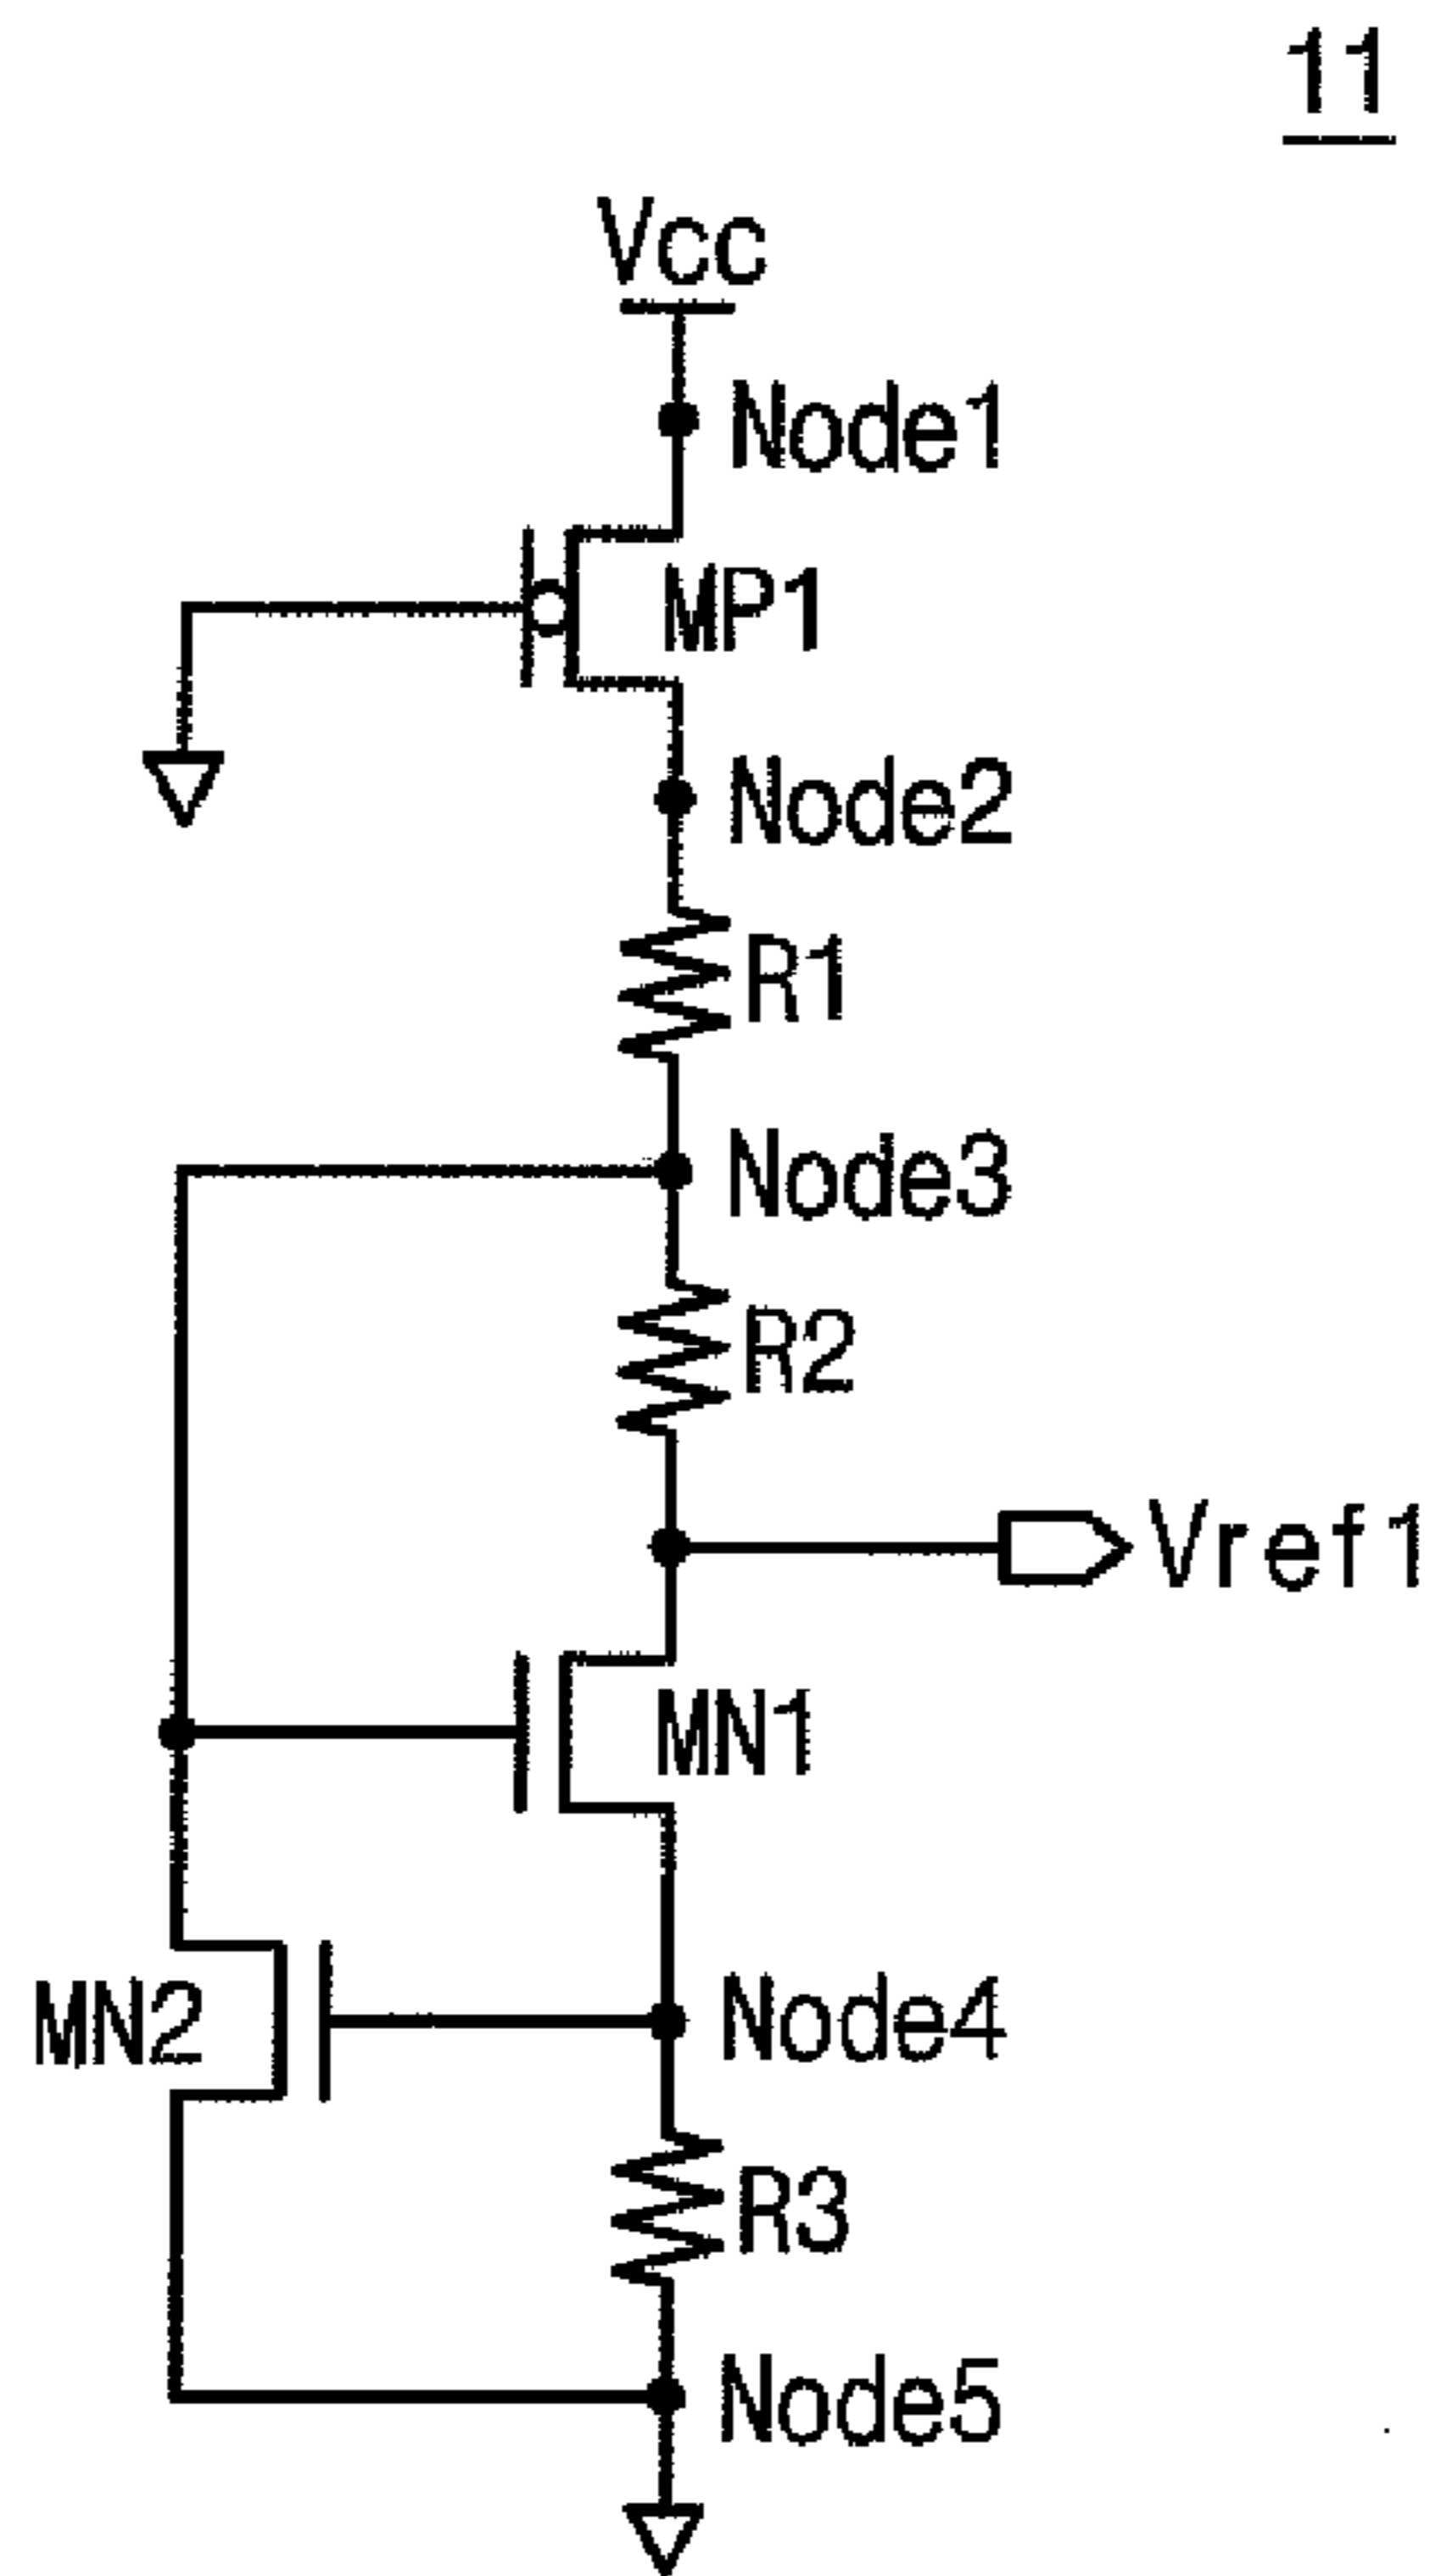 11
Vcc
Node1
MP1
Node2
R1
Node3
R2
Vref1
MN1
MN2
Node4
R3
Node5